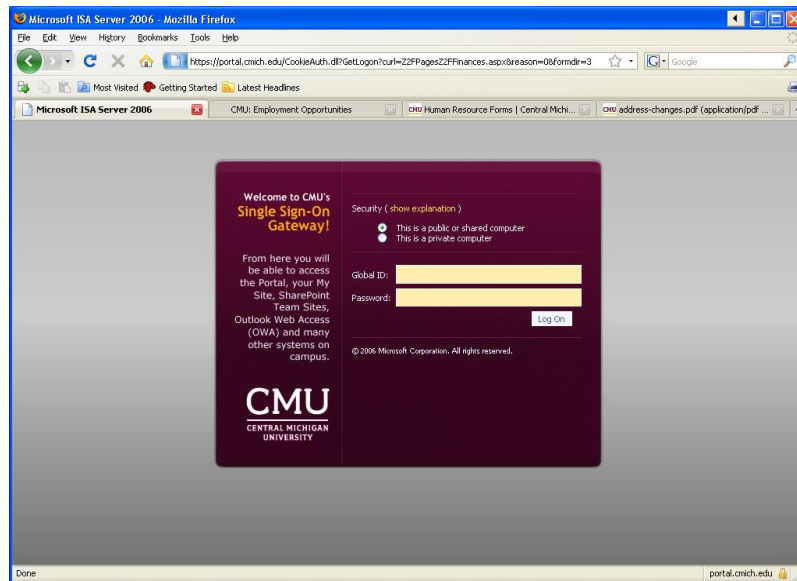 Microsoft ISA Server 2006 - Mozilla Firefox
File Edit View History Bookmarks Tools Help
https://portal.cmich.edu/CookieAuth.dll?GetLogon?curl=Z2FPagesZ2FFinances.aspx&reason=0&formdir=3
Google
Most Visited Getting Started Latest Headlines
Microsoft ISA Server 2006 CMU: Employment Opportunities CMU Human Resource Forms | Central Michi... CMU address-changes.pdf (application/pdf ...
Welcome to CMU's
Single Sign-On
Gateway!
From here you will
be able to access
the Portal, your My
Site, SharePoint
Team Sites,
Outlook Web Access
(OWA) and many
other systems on
campus.
CMU
CENTRAL MICHIGAN
UNIVERSITY
Security ( show explanation )
This is a public or shared computer
This is a private computer
Global ID:
Password:
Log On
© 2006 Microsoft Corporation. All rights reserved.
Done portal.cmich.edu